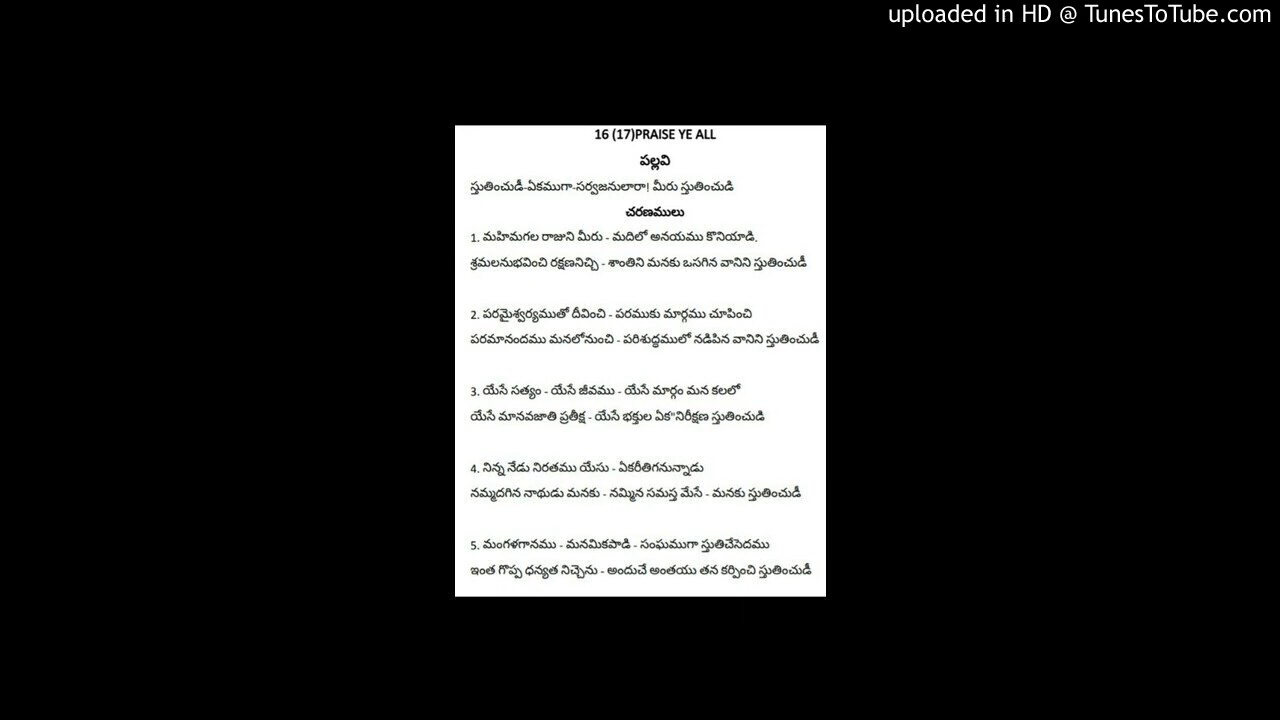 uploaded in HD @ TunesToTube.com
16 (17)PRAISE YE ALL
పల్లవి
స్తుతించుడీ-ఏకముగా-సర్వజనులారా! మీరు స్తుతించుడి
చరణములు
1. మహిమగల రాజుని మీరు - మదిలో అనయము కొనియాడి.
శ్రమలనుభవించి రక్షణనిచ్చి - శాంతిని మనకు ఒసగిన వానిని స్తుతించుడీ
2. పరమైశ్వర్యముతో దీవించి - పరముకు మార్గము చూపించి
పరమానందము మనలోనుంచి - పరిశుద్ధములో నడిపిన వానిని స్తుతించుడీ
3. యేసే సత్యం - యేసే జీవము - యేసే మార్గం మన కలలో
యేసే మానవజాతి ప్రతీక్ష - యేసే భక్తుల ఏక"నిరీక్షణ స్తుతించుడి
4. నిన్న నేడు నిరతము యేసు - ఏకరీతిగనున్నాడు
నమ్మదగిన నాథుడు మనకు - నమ్మిన సమస్త మేసే - మనకు స్తుతించుడీ
5. మంగళగానము - మనమికపాడి - సంఘముగా స్తుతిచేసెదము
ఇంత గొప్ప ధన్యత నిచ్చెను - అందుచే అంతయు తన కర్పించి స్తుతించుడీ